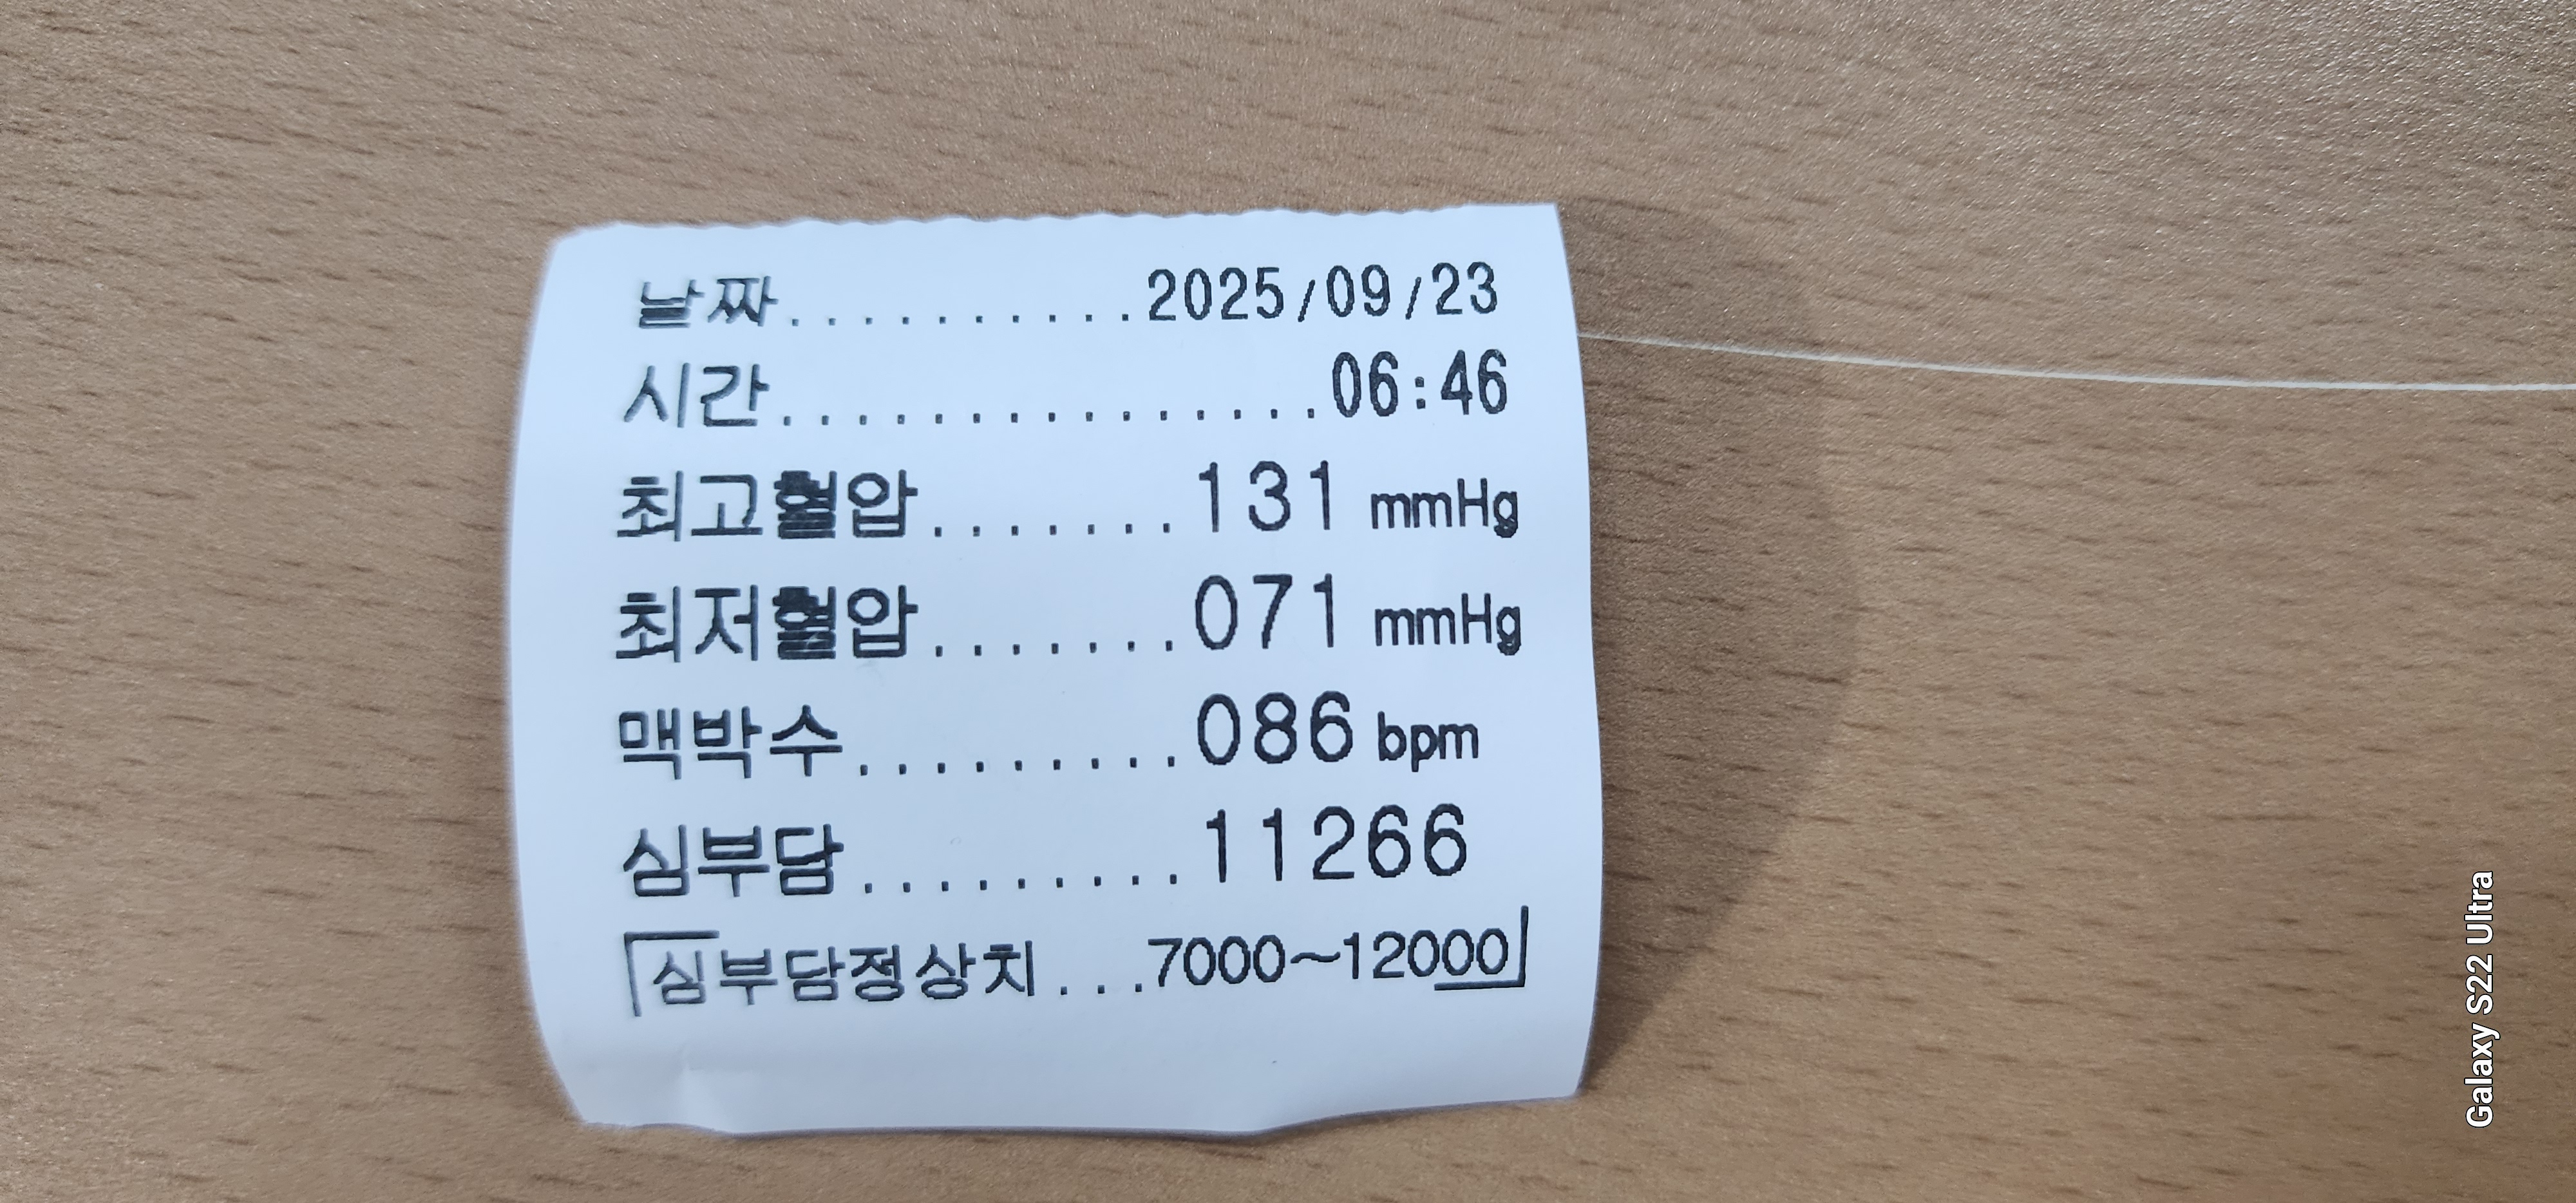 날짜...........2025/09/23
시간...............06:46
최고혈압.......131 mmHg
최저혈압.......071 mmHg
맥박수.........086 bpm
심부담.........11266
심부담정상치...7000~12000
Galaxy S22 Ultra